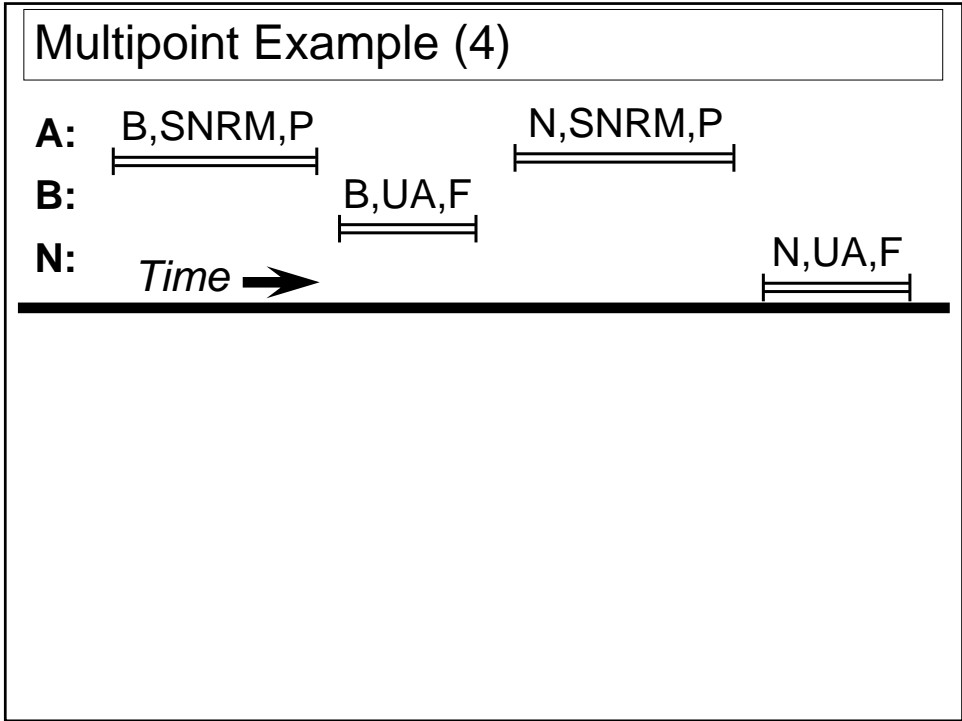 Multipoint Example (4)
A: B,SNRM,P N,SNRM,P
B: B,UA,F
N: Time N,UA,F